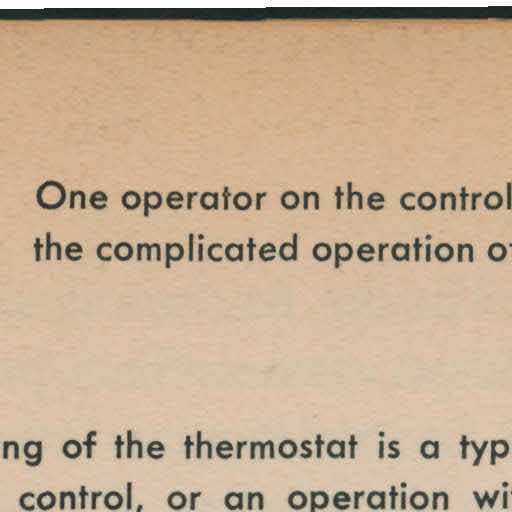 One operator on the control
the complicated operation of
ng of the thermostat is a typ
control, or an operation wi